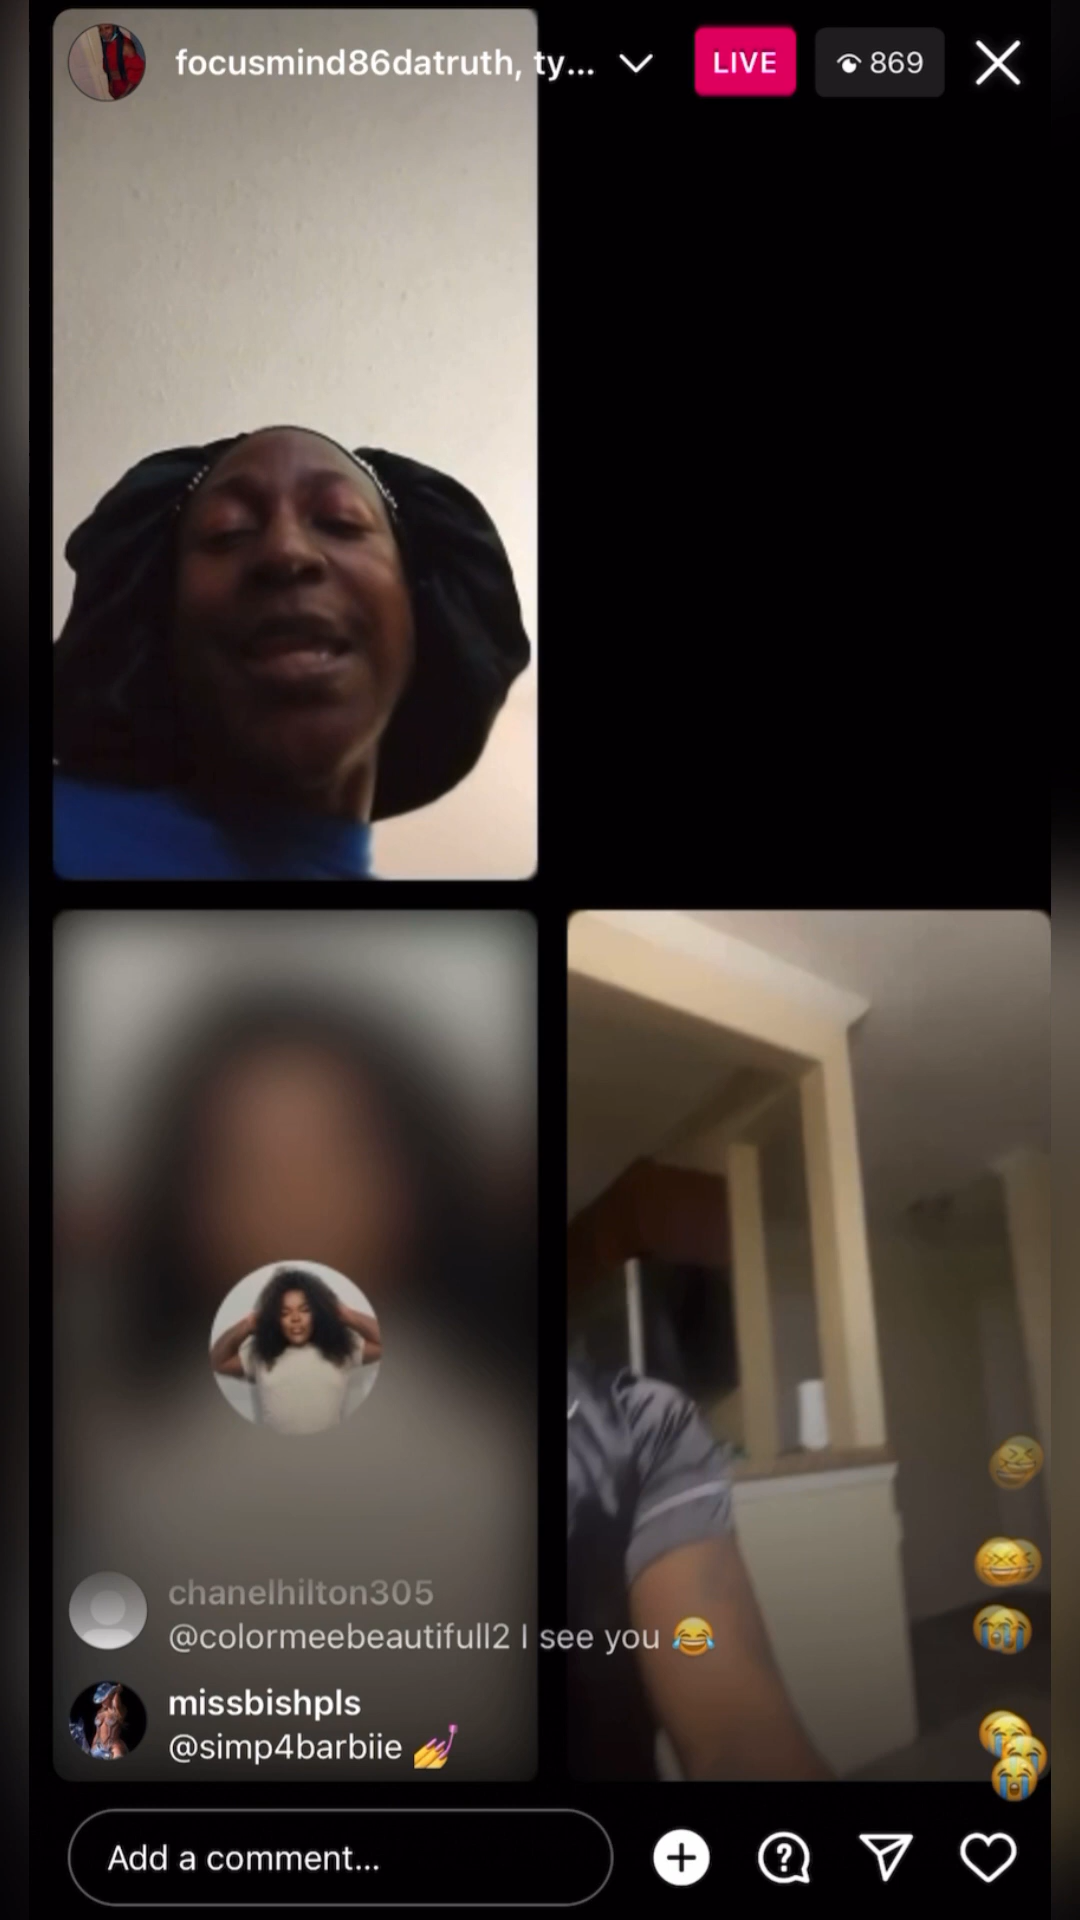 focusmind86datruth, ty...
LIVE
869
chanelhilton305
@colormeebeautifull2 I see you 😂
missbishpls
@simp4barbiie 💅
Add a comment...